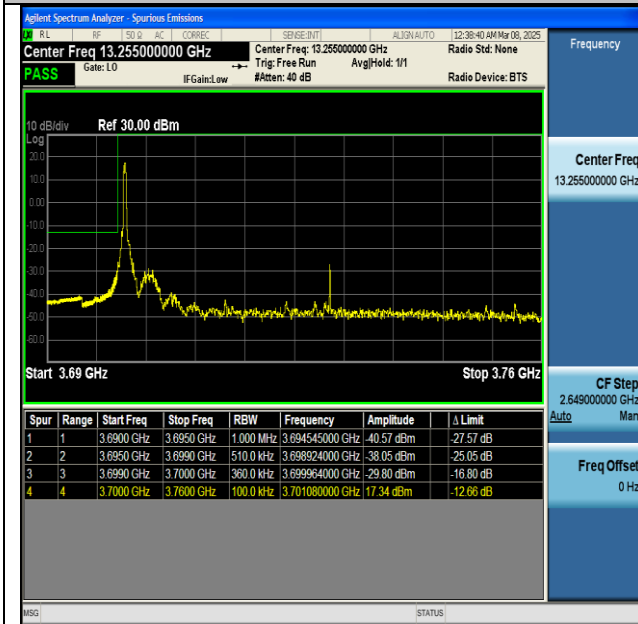 Agilent Spectrum Analyzer - Spurious Emissions
LXI RL RF 50 Ω AC CORREC SENSE:INT ALIGN AUTO 12:38:40 AM Mar 08, 2025
Center Freq 13.255000000 GHz
Center Freq: 13.255000000 GHz
Radio Std: None
Trig: Free Run Avg|Hold: 1/1
PASS Gate: LO
IFGain:Low
#Atten: 40 dB
Radio Device: BTS
10 dB/div Ref 30.00 dBm
Log
20.0
10.0
0.00
-10.0
-20.0
-30.0
-40.0
-50.0
-60.0
Start 3.69 GHz Stop 3.76 GHz
Spur Range Start Freq Stop Freq RBW Frequency Amplitude Δ Limit
1 1 3.6900 GHz 3.6950 GHz 1.000 MHz 3.694545000 GHz -40.57 dBm -27.57 dB
2 2 3.6950 GHz 3.6990 GHz 510.0 kHz 3.698924000 GHz -38.05 dBm -25.05 dB
3 3 3.6990 GHz 3.7000 GHz 360.0 kHz 3.699964000 GHz -29.80 dBm -16.80 dB
4 4 3.7000 GHz 3.7600 GHz 100.0 kHz 3.701080000 GHz 17.34 dBm -12.66 dB
MSG STATUS
Frequency
Center Freq
13.255000000 GHz
CF Step
2.649000000 GHz
Auto Man
Freq Offset
0 Hz